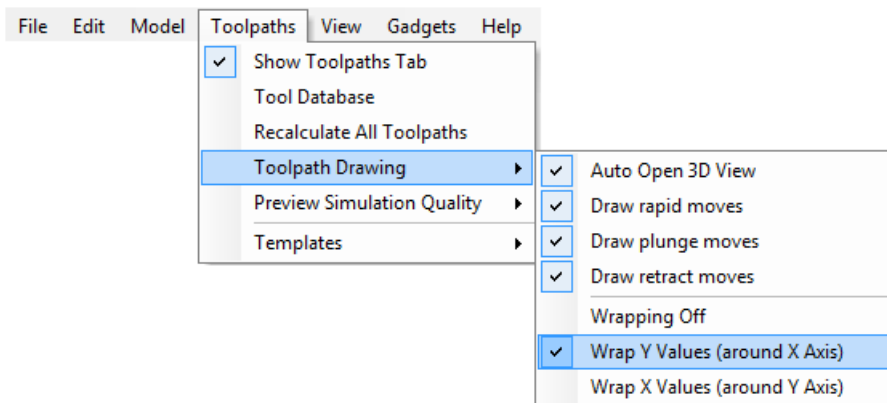 File Edit Model Toolpaths View Gadgets Help
Show Toolpaths Tab
Tool Database
Recalculate All Toolpaths
Toolpath Drawing
Preview Simulation Quality
Templates
Auto Open 3D View
Draw rapid moves
Draw plunge moves
Draw retract moves
Wrapping Off
Wrap Y Values (around X Axis)
Wrap X Values (around Y Axis)